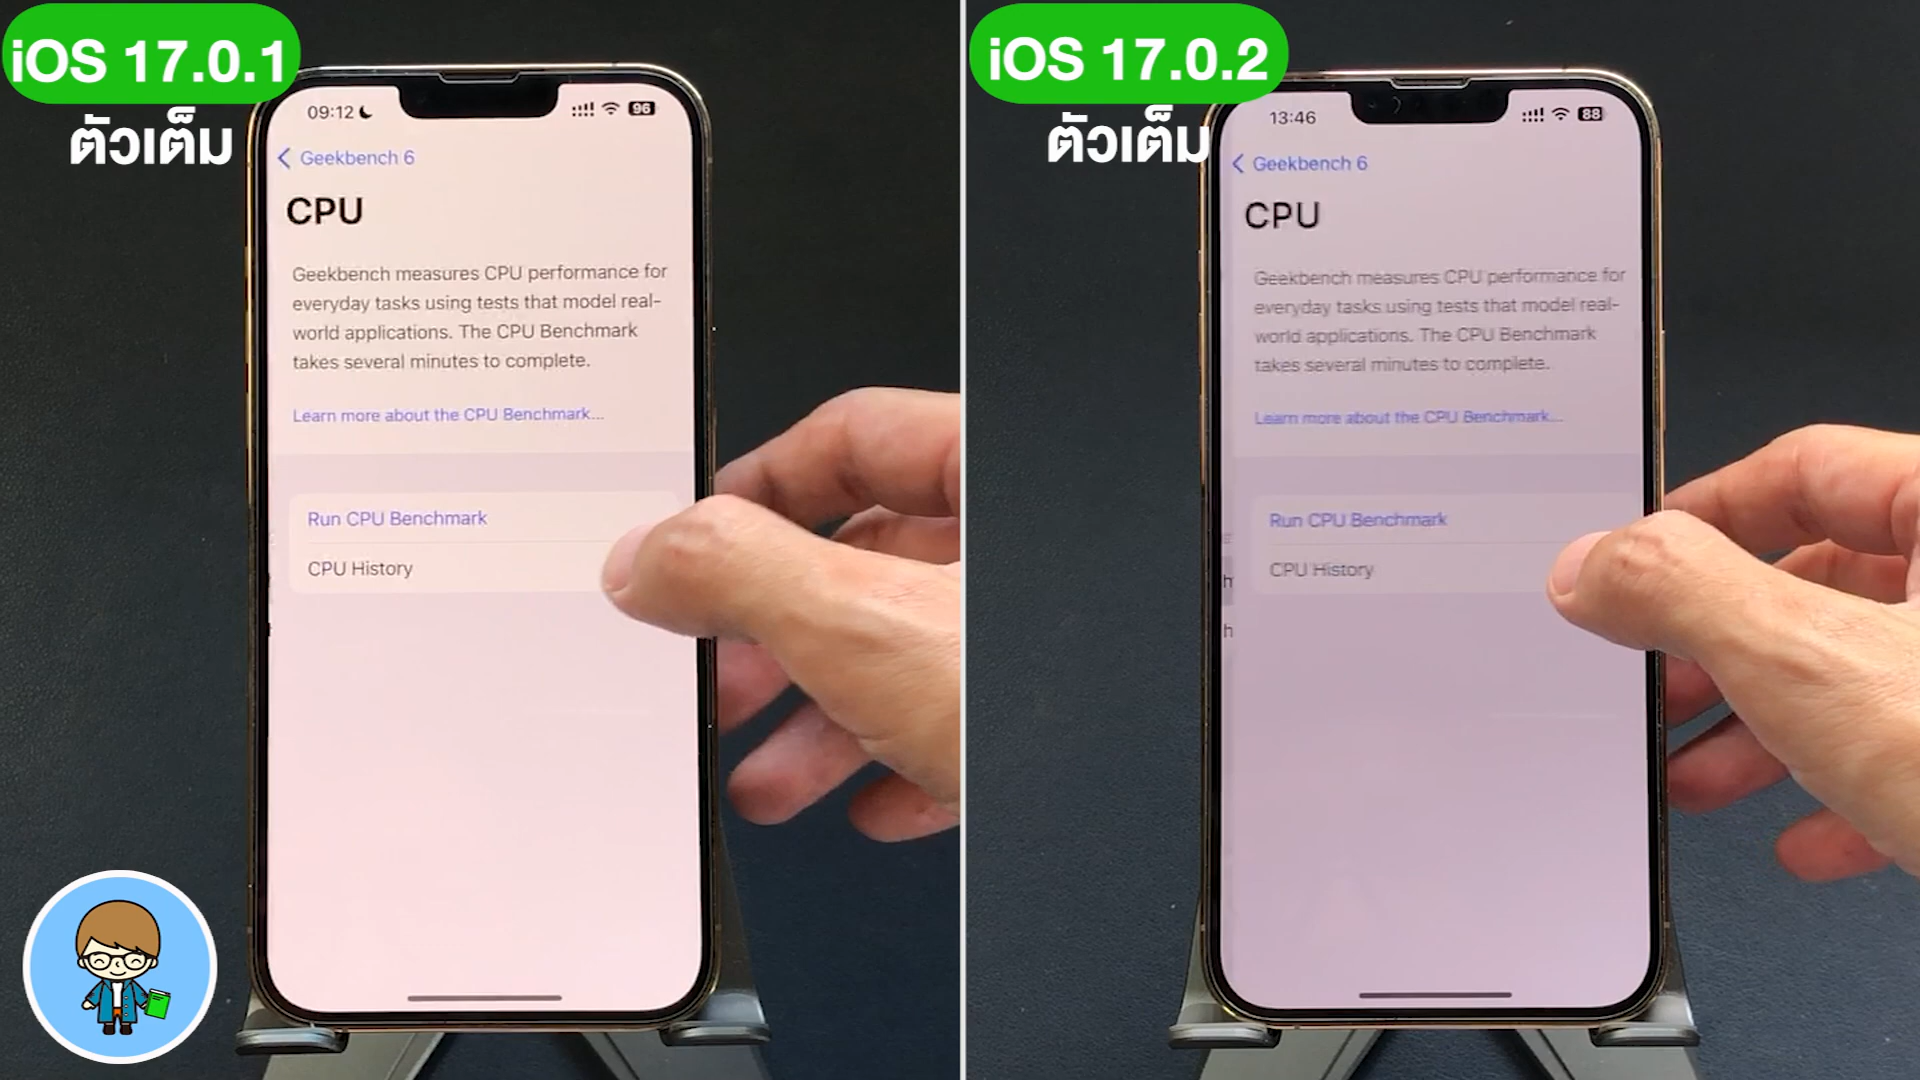 iOS 17.0.1
ตัวเต็ม
09:12
96
Geekbench 6
CPU
Geekbench measures CPU performance for
everyday tasks using tests that model real-
world applications. The CPU Benchmark
takes several minutes to complete.
Learn more about the CPU Benchmark...
Run CPU Benchmark
CPU History
iOS 17.0.2
ตัวเต็ม
13:46
88
Geekbench 6
CPU
Geekbench measures CPU performance for
everyday tasks using tests that model real-
world applications. The CPU Benchmark
takes several minutes to complete.
Learn more about the CPU Benchmark...
Run CPU Benchmark
CPU History